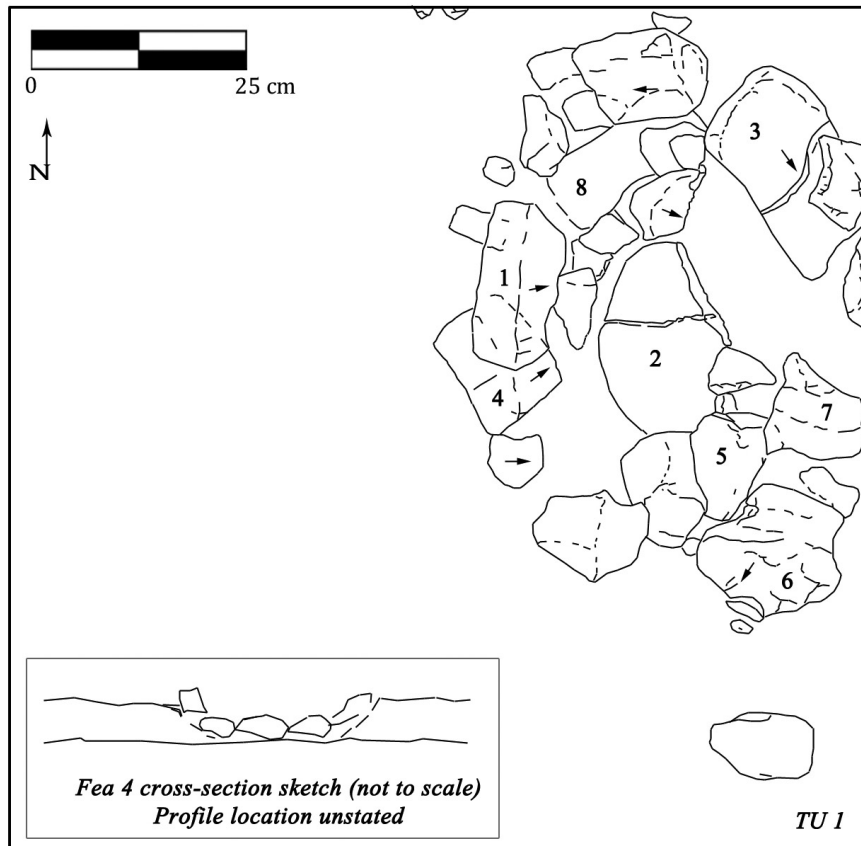 0 25 cm
N
3
8
1
2
4
7
5
6
Fea 4 cross-section sketch (not to scale)
Profile location unstated
TU 1